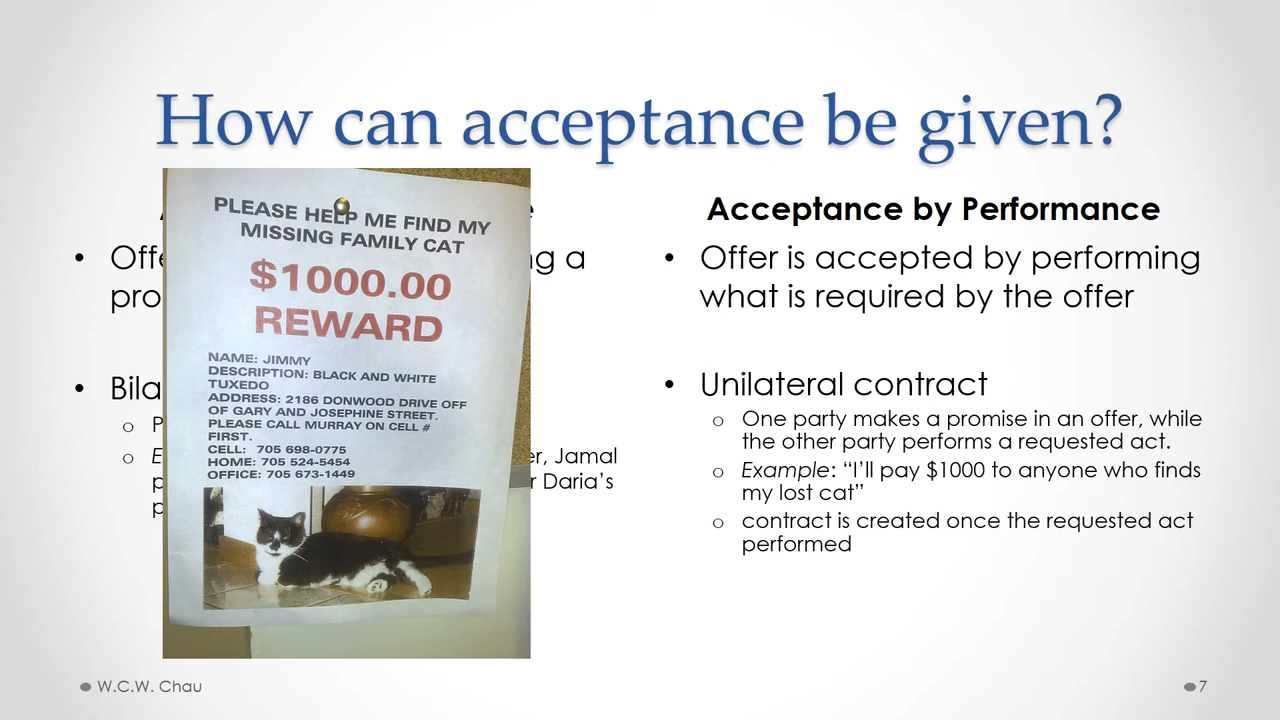 How can acceptance be given?
PLEASE HELP ME FIND MY
MISSING FAMILY CAT
$1000.00
REWARD
NAME: JIMMY
DESCRIPTION: BLACK AND WHITE
TUXEDO
ADDRESS: 2186 DONWOOD DRIVE OFF
OF GARY AND JOSEPHINE STREET.
PLEASE CALL MURRAY ON CELL #
FIRST.
CELL: 705 698-0775
HOME: 705 524-5454
OFFICE: 705 673-1449
• a
• 
o
o Jamal
Daria’s
Acceptance by Performance
• Offer is accepted by performing
what is required by the offer
• Unilateral contract
o One party makes a promise in an offer, while
the other party performs a requested act.
o Example: “I’ll pay $1000 to anyone who finds
my lost cat”
o contract is created once the requested act
performed
W.C.W. Chau
7